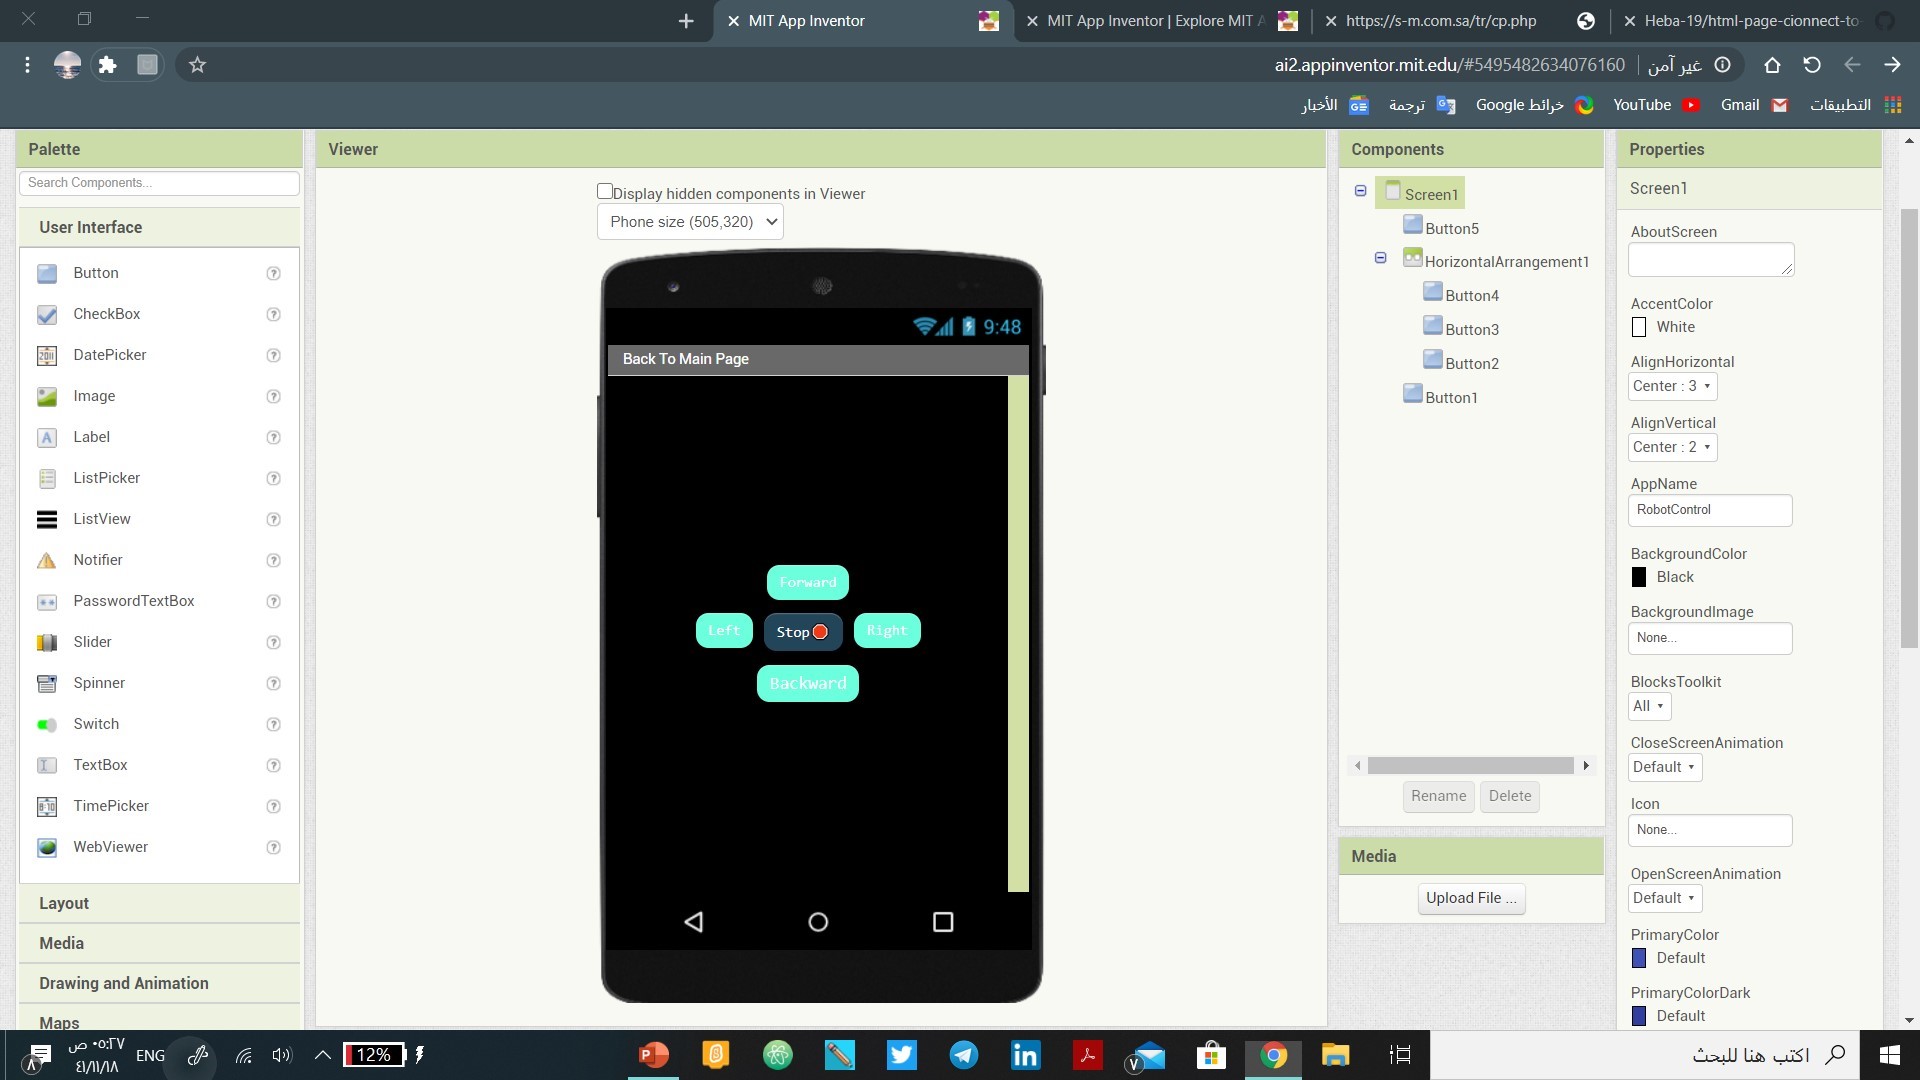 MIT App Inventor
MIT App Inventor | Explore MIT A
https://s-m.com.sa/tr/cp.php
Heba-19/html-page-cionnect-to-
ai2.appinventor.mit.edu/#5495482634076160
غير آمن
التطبيقات
Gmail
YouTube
خرائط Google
ترجمة
الأخبار
Palette
Search Components...
User Interface
Button
CheckBox
DatePicker
Image
Label
ListPicker
ListView
Notifier
PasswordTextBox
Slider
Spinner
Switch
TextBox
TimePicker
WebViewer
Layout
Media
Drawing and Animation
Maps
Viewer
Display hidden components in Viewer
Phone size (505,320)
9:48
Back To Main Page
Forward
Left
Stop
Right
Backward
Components
Screen1
Button5
HorizontalArrangement1
Button4
Button3
Button2
Button1
Rename
Delete
Media
Upload File ...
Properties
Screen1
AboutScreen
AccentColor
White
AlignHorizontal
Center : 3
AlignVertical
Center : 2
AppName
RobotControl
BackgroundColor
Black
BackgroundImage
None...
BlocksToolkit
All
CloseScreenAnimation
Default
Icon
None...
OpenScreenAnimation
Default
PrimaryColor
Default
PrimaryColorDark
Default
٠٥:٢٧ ص
٤١/١١/١٨
ENG
12%
اكتب هنا للبحث